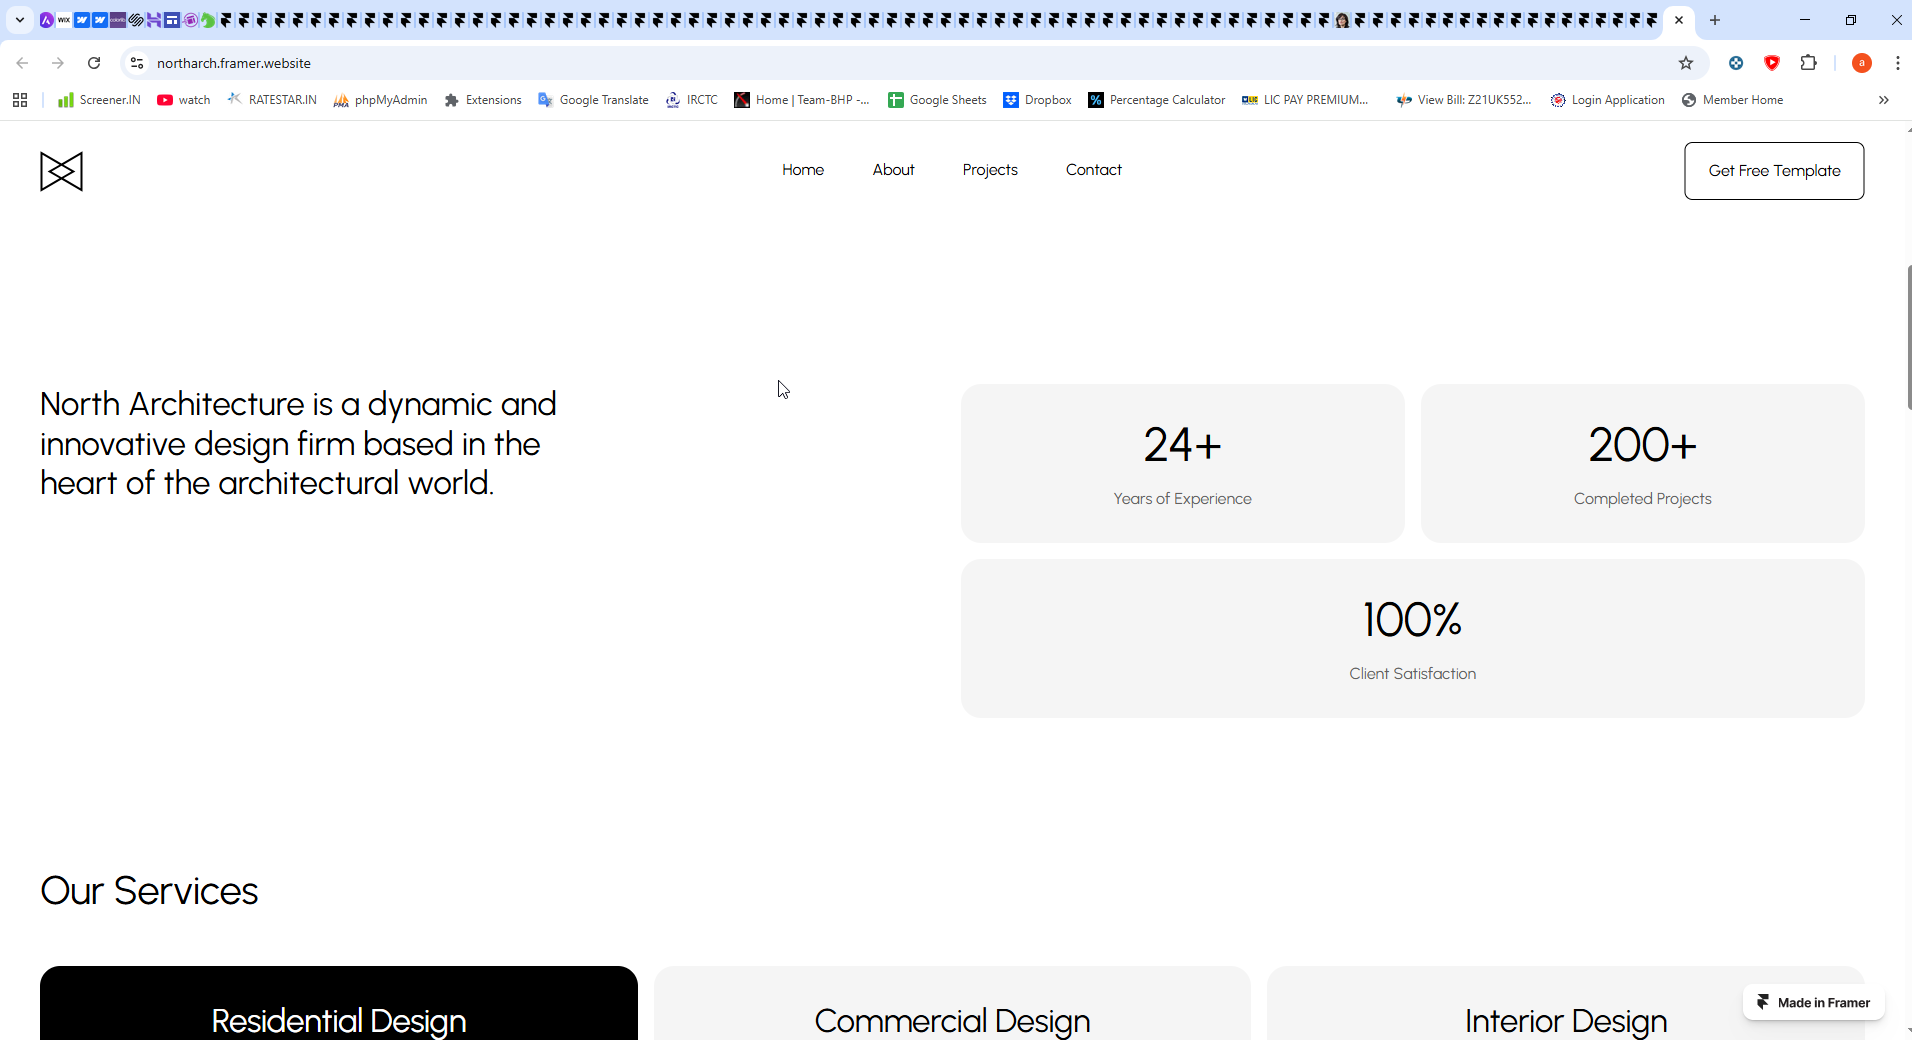 WIX
northarch.framer.website
a
Screener.IN
watch
RATESTAR.IN
phpMyAdmin
Extensions
Google Translate
IRCTC
Home | Team-BHP -...
Google Sheets
Dropbox
Percentage Calculator
LIC PAY PREMIUM...
View Bill: Z21UK552...
Login Application
Member Home
Home
About
Projects
Contact
Get Free Template
North Architecture is a dynamic and
innovative design firm based in the
heart of the architectural world.
24+
Years of Experience
200+
Completed Projects
100%
Client Satisfaction
Our Services
Residential Design
Commercial Design
Interior Design
Made in Framer